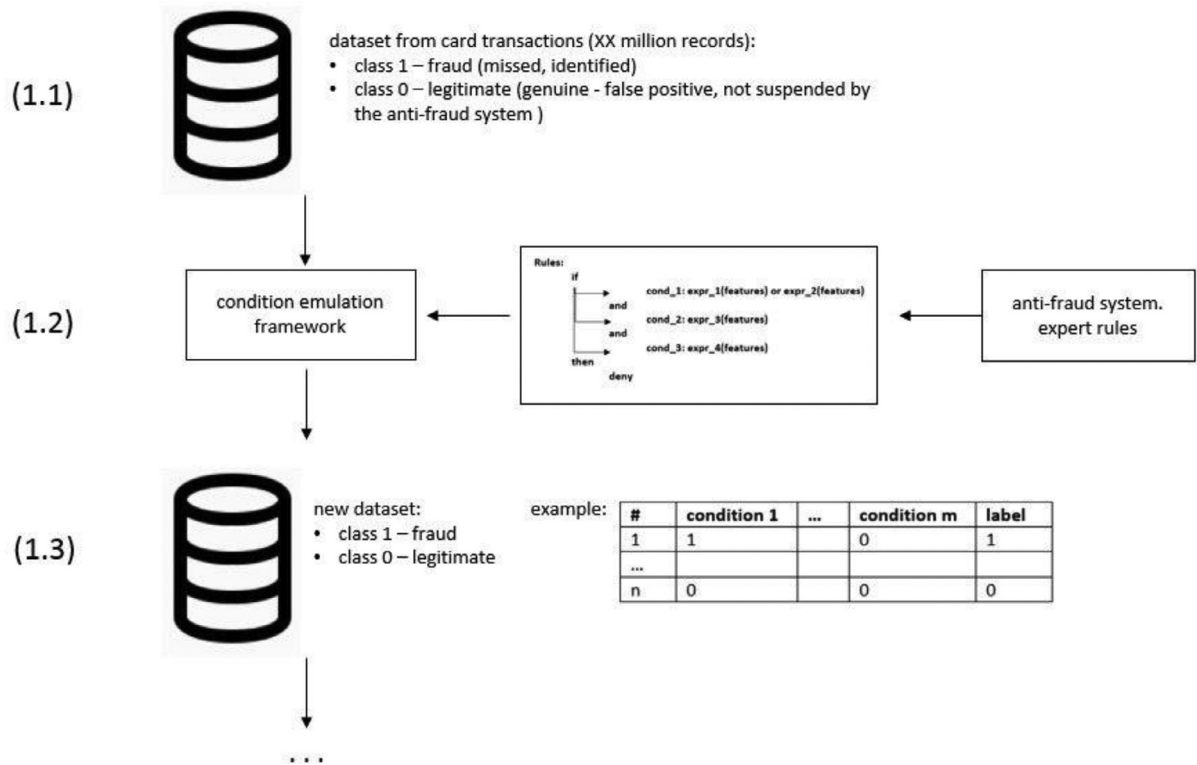 (1.1)
dataset from card transactions (XX million records):
• class 1 – fraud (missed, identified)
• class 0 – legitimate (genuine - false positive, not suspended by
the anti-fraud system )
(1.2)
condition emulation
framework
Rules:
if
cond_1: expr_1(features) or expr_2(features)
and
cond_2: expr_3(features)
and
cond_3: expr_4(features)
then
deny
anti-fraud system.
expert rules
(1.3)
new dataset:
• class 1 – fraud
• class 0 – legitimate
example:
# condition 1 ... condition m label
1 1 0 1
...
n 0 0 0
...